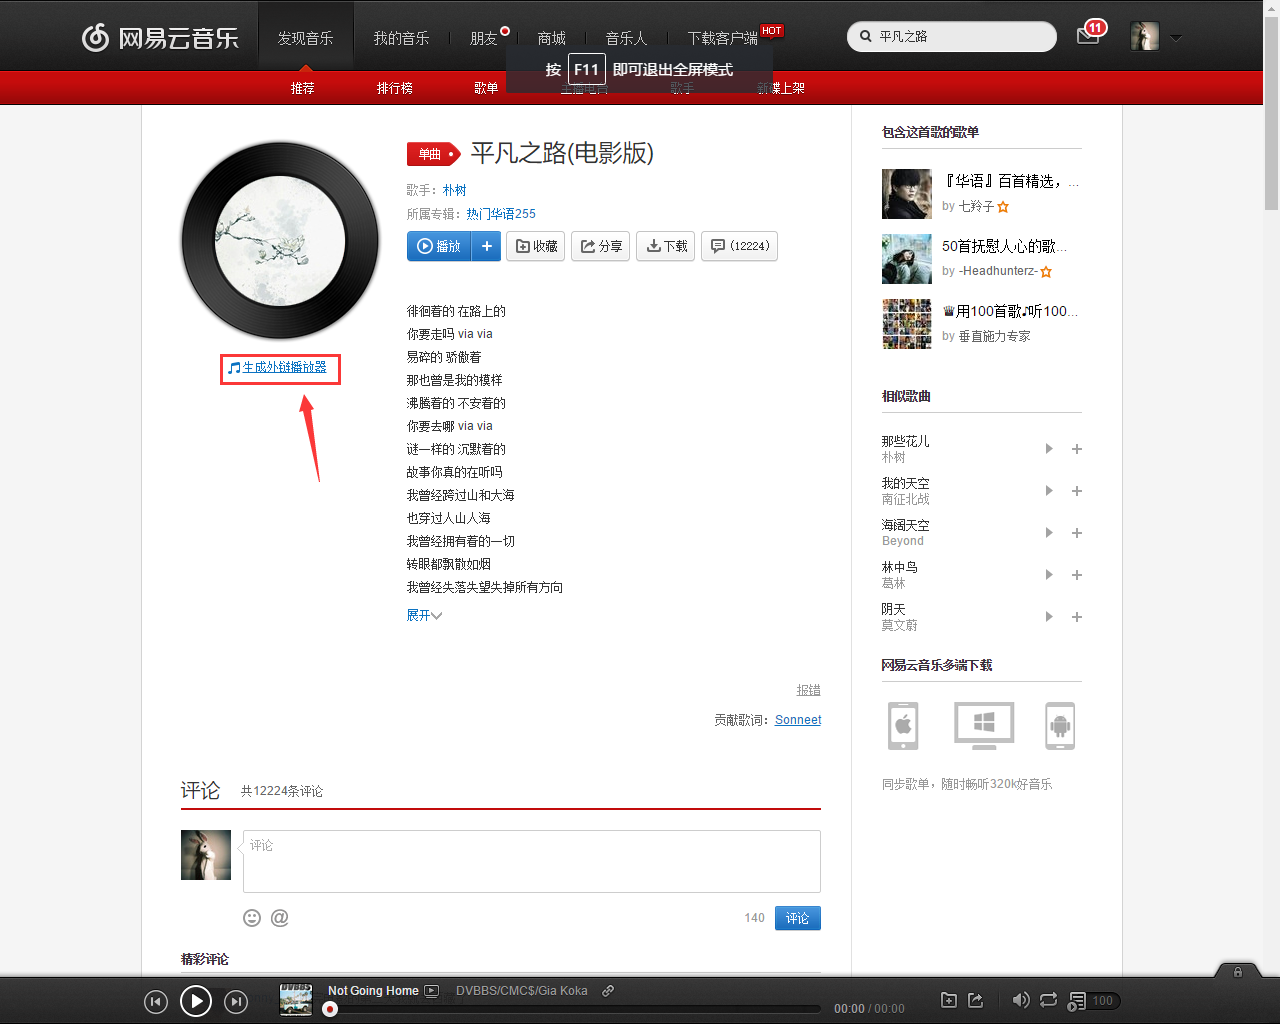 网易云音乐
发现音乐 我的音乐 朋友 商城 音乐人 下载客户端 HOT
平凡之路
11
按 F11 即可退出全屏模式
推荐 排行榜 歌单 主播电台 歌手 新碟上架
单曲 平凡之路(电影版)
歌手：朴树
所属专辑：热门华语255
播放 + 收藏 分享 下载 (12224)
生成外链播放器
徘徊着的 在路上的
你要走吗 via via
易碎的 骄傲着
那也曾是我的模样
沸腾着的 不安着的
你要去哪 via via
谜一样的 沉默着的
故事你真的在听吗
我曾经跨过山和大海
也穿过人山人海
我曾经拥有着的一切
转眼都飘散如烟
我曾经失落失望失掉所有方向
展开
报错
贡献歌词：Sonneet
评论 共12224条评论
评论
@
140 评论
精彩评论
包含这首歌的歌单
『华语』百首精选，...
by 七羚子
50首抚慰人心的歌...
by -Headhunterz-
♛用100首歌♪听100...
by 垂直施力专家
相似歌曲
那些花儿
朴树
我的天空
南征北战
海阔天空
Beyond
林中鸟
葛林
阴天
莫文蔚
网易云音乐多端下载
同步歌单，随时畅听320k好音乐
DVBBS
Not Going Home DVBBS/CMC$/Gia Koka
00:00 / 00:00
100